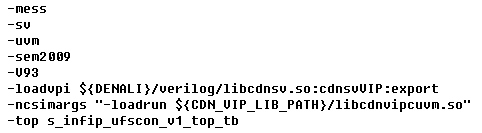 -mess
-sv
-uvm
-sem2009
-V93
-loadvpi ${DENALI}/verilog/libcdnsv.so:cdnsvVIP:export
-ncsimargs "-loadrun ${CDN_VIP_LIB_PATH}/libcdnvipcuvm.so"
-top s_infip_ufscon_v1_top_tb